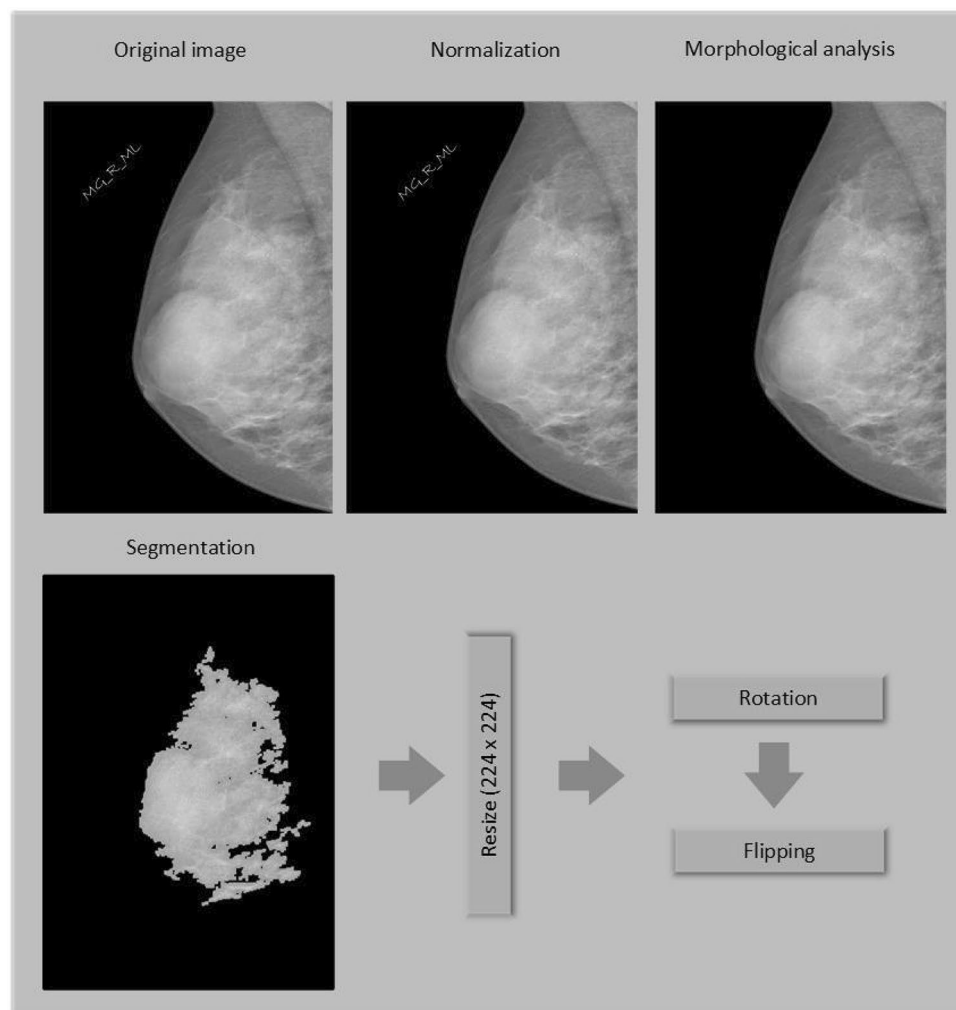 Original image
Normalization
Morphological analysis
MG_R_ML
MG_R_ML
Segmentation
Resize (224 x 224)
Rotation
Flipping